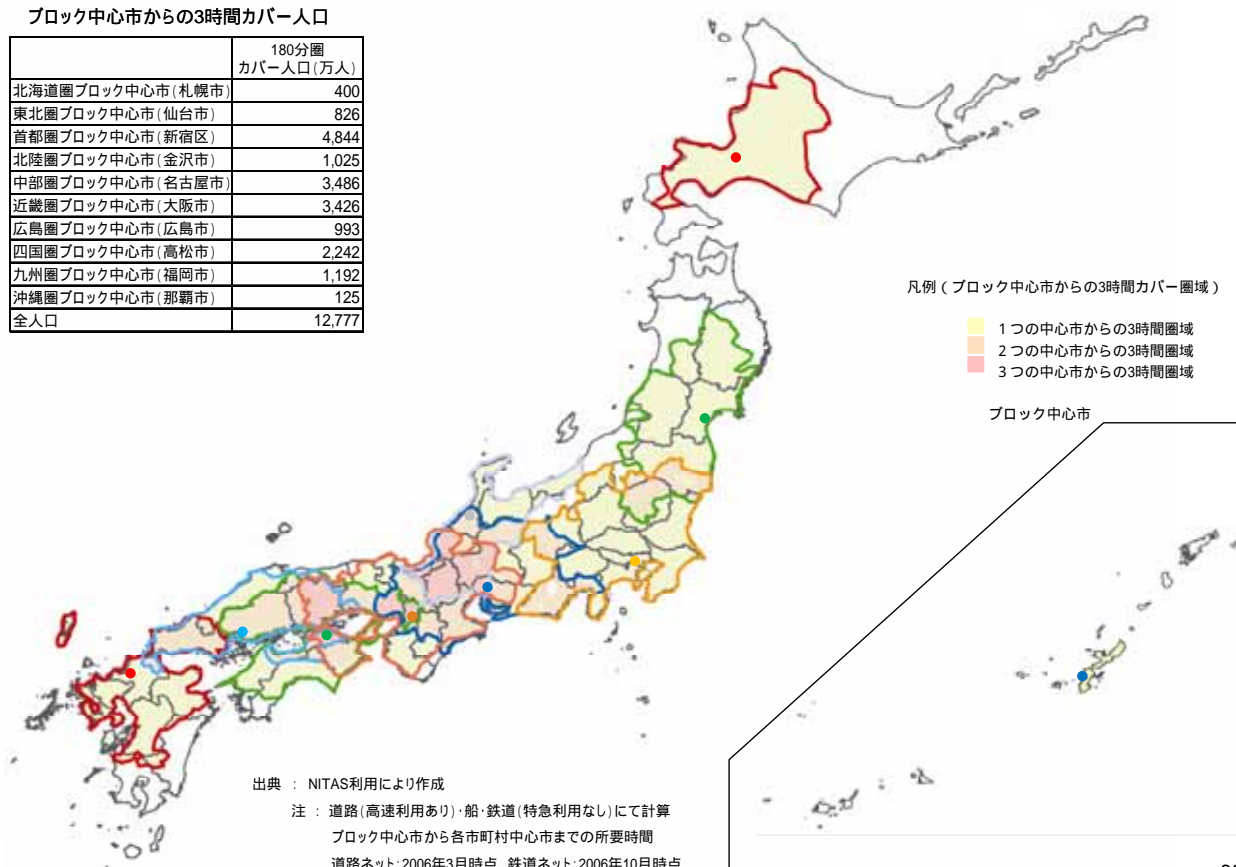 ブロック中心市からの3時間カバー人口
180分圏
カバー人口(万人)
北海道圏ブロック中心市(札幌市) 400
東北圏ブロック中心市(仙台市) 826
首都圏ブロック中心市(新宿区) 4,844
北陸圏ブロック中心市(金沢市) 1,025
中部圏ブロック中心市(名古屋市) 3,486
近畿圏ブロック中心市(大阪市) 3,426
広島圏ブロック中心市(広島市) 993
四国圏ブロック中心市(高松市) 2,242
九州圏ブロック中心市(福岡市) 1,192
沖縄圏ブロック中心市(那覇市) 125
全人口 12,777
凡例(ブロック中心市からの3時間カバー圏域)
1つの中心市からの3時間圏域
2つの中心市からの3時間圏域
3つの中心市からの3時間圏域
ブロック中心市
出典 : NITAS利用により作成
注 : 道路(高速利用あり)・船・鉄道(特急利用なし)にて計算
ブロック中心市から各市町村中心市までの所要時間
道路ネット:2006年3月時点 鉄道ネット:2006年10月時点